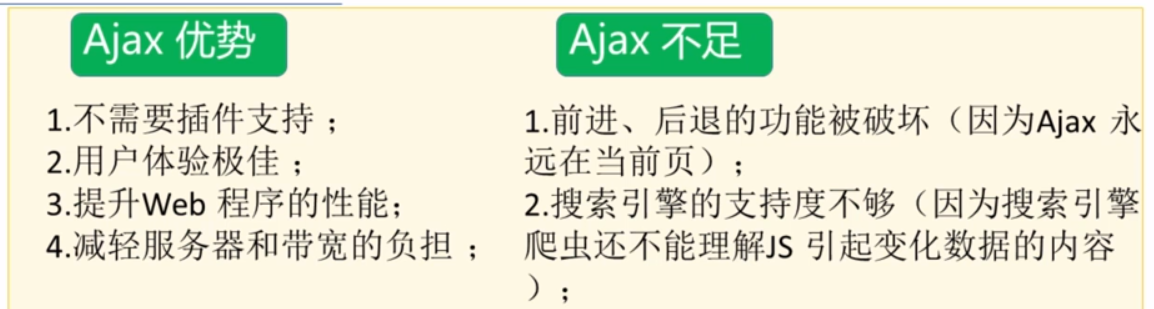 Ajax 优势
1.不需要插件支持 ；
2.用户体验极佳 ；
3.提升Web 程序的性能；
4.减轻服务器和带宽的负担 ；
Ajax 不足
1.前进、后退的功能被破坏（因为Ajax 永
远在当前页）；
2.搜索引擎的支持度不够（因为搜索引擎
爬虫还不能理解JS 引起变化数据的内容
）；